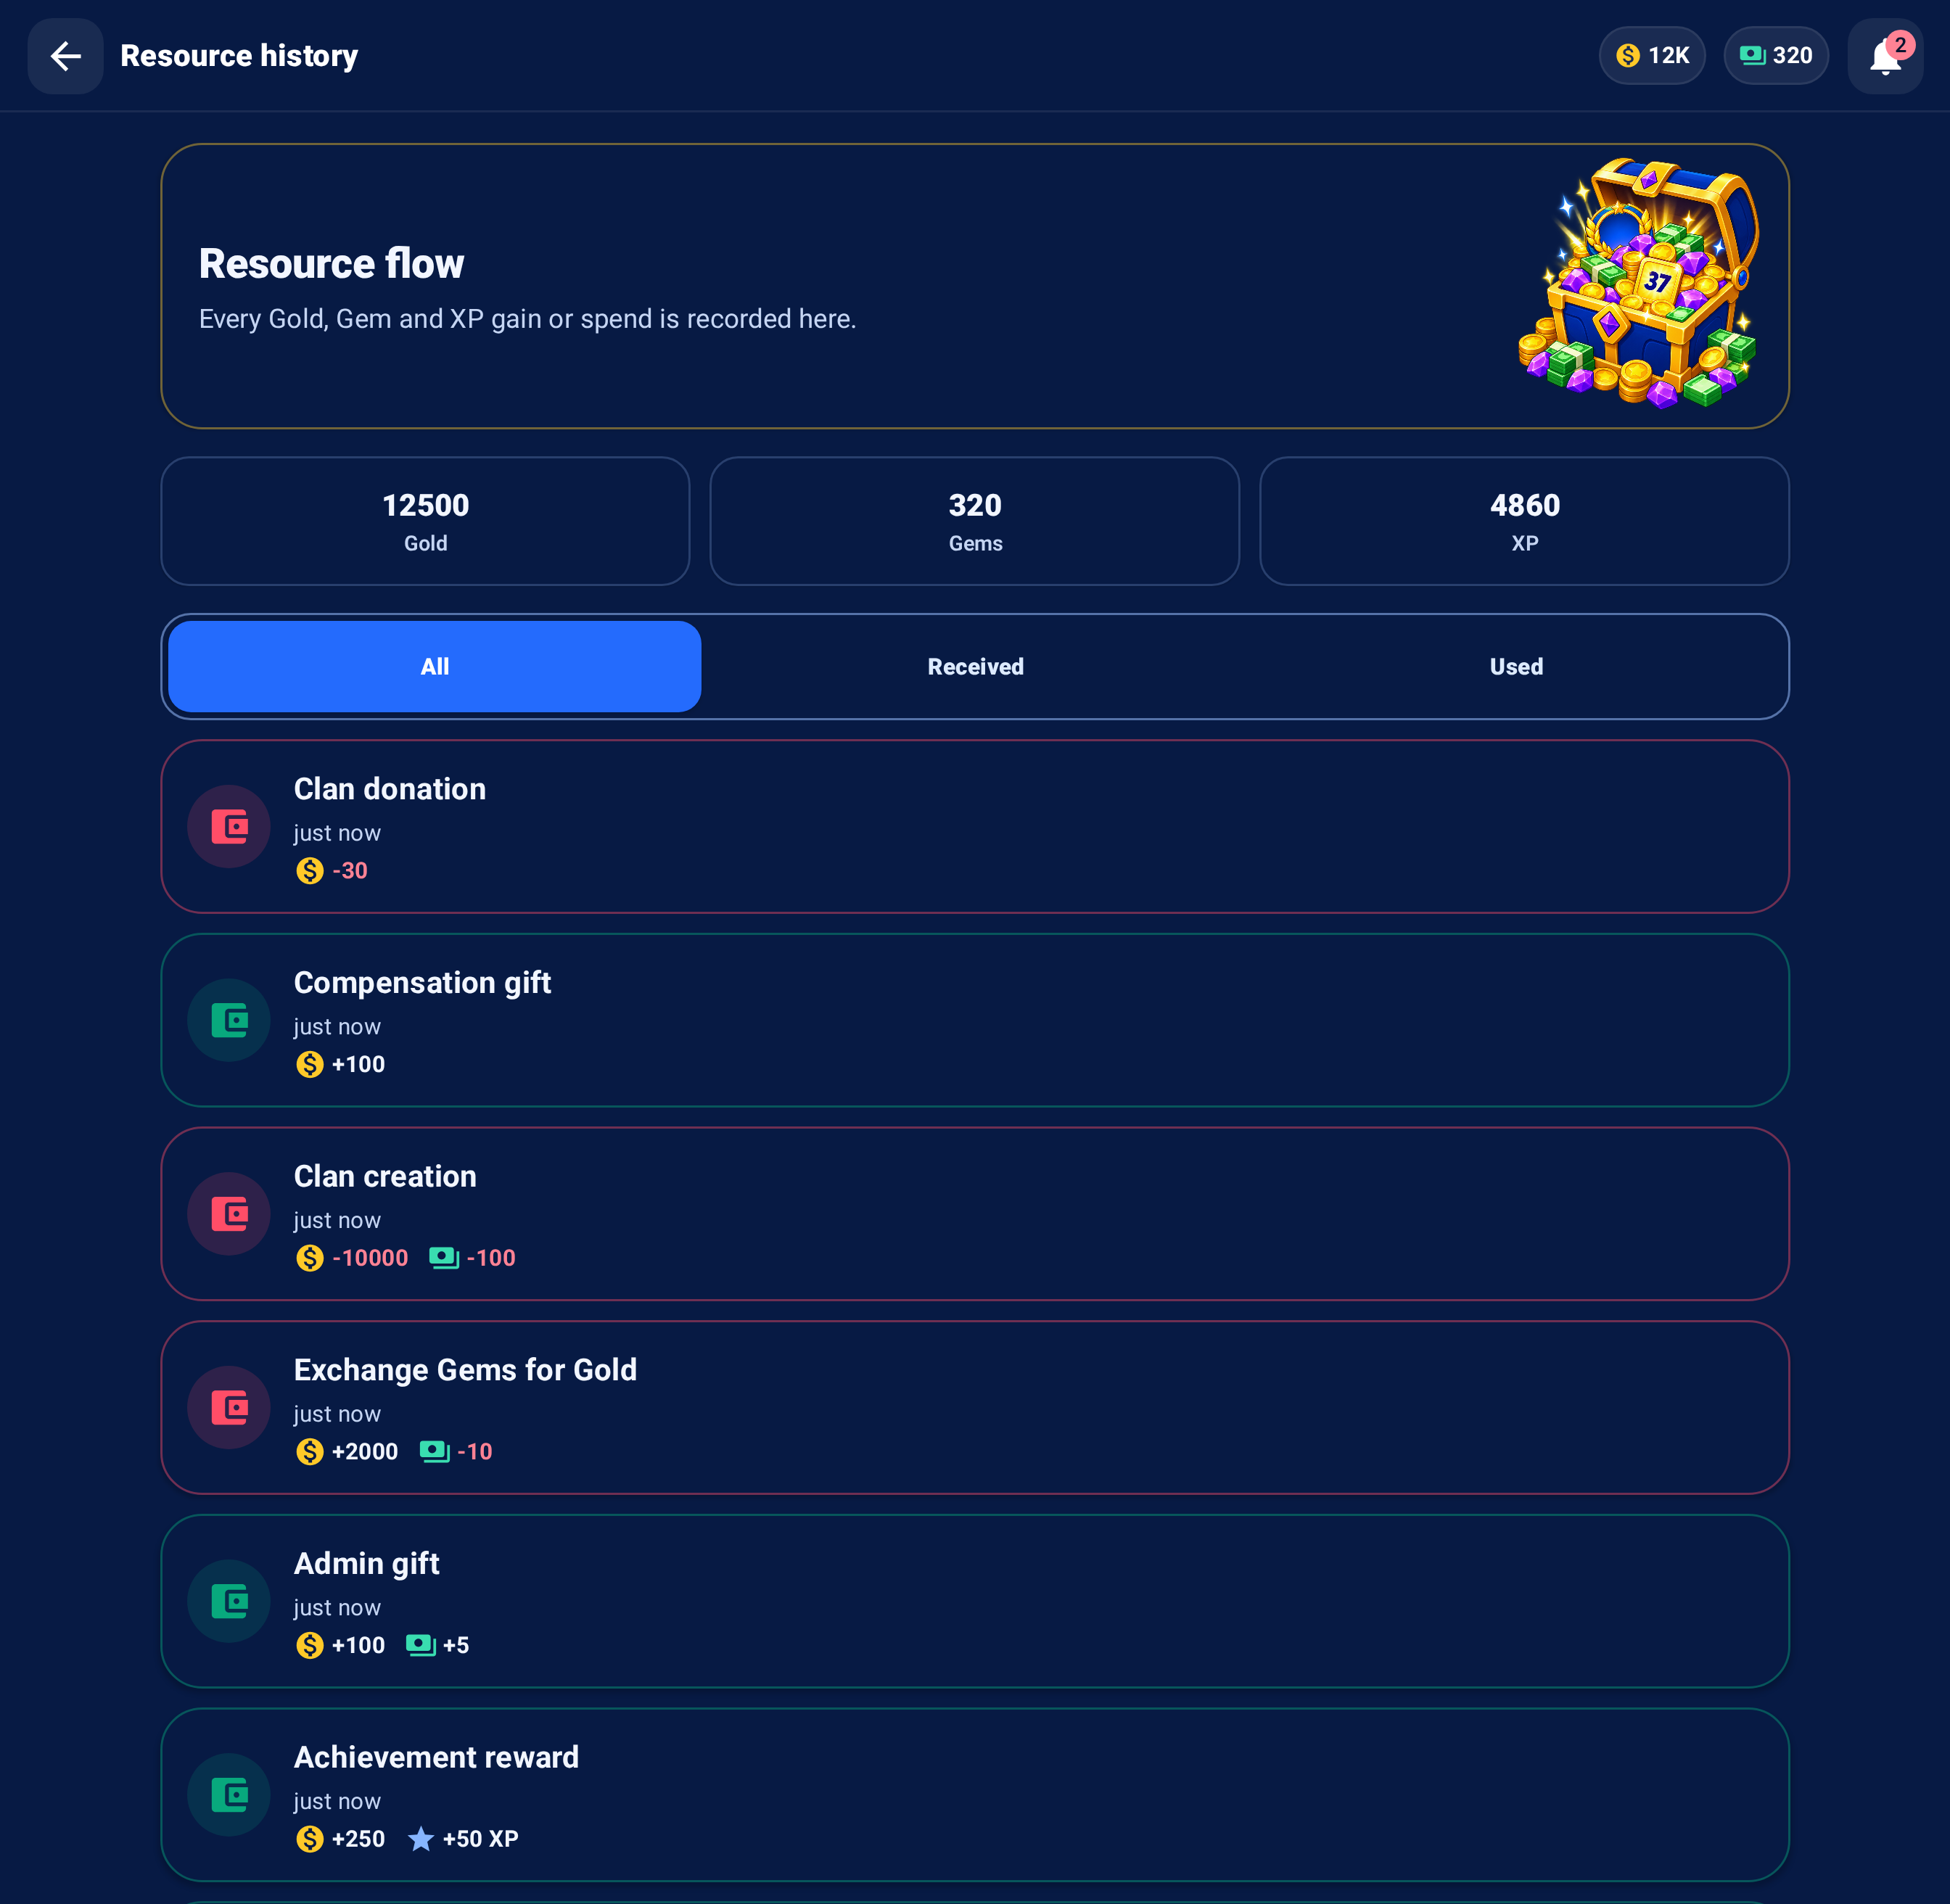 Resource history
12K
320
2
Resource flow
Every Gold, Gem and XP gain or spend is recorded here.
37
12500
Gold
320
Gems
4860
XP
All
Received
Used
Clan donation
just now
-30
Compensation gift
just now
+100
Clan creation
just now
-10000 -100
Exchange Gems for Gold
just now
+2000 -10
Admin gift
just now
+100 +5
Achievement reward
just now
+250 +50 XP